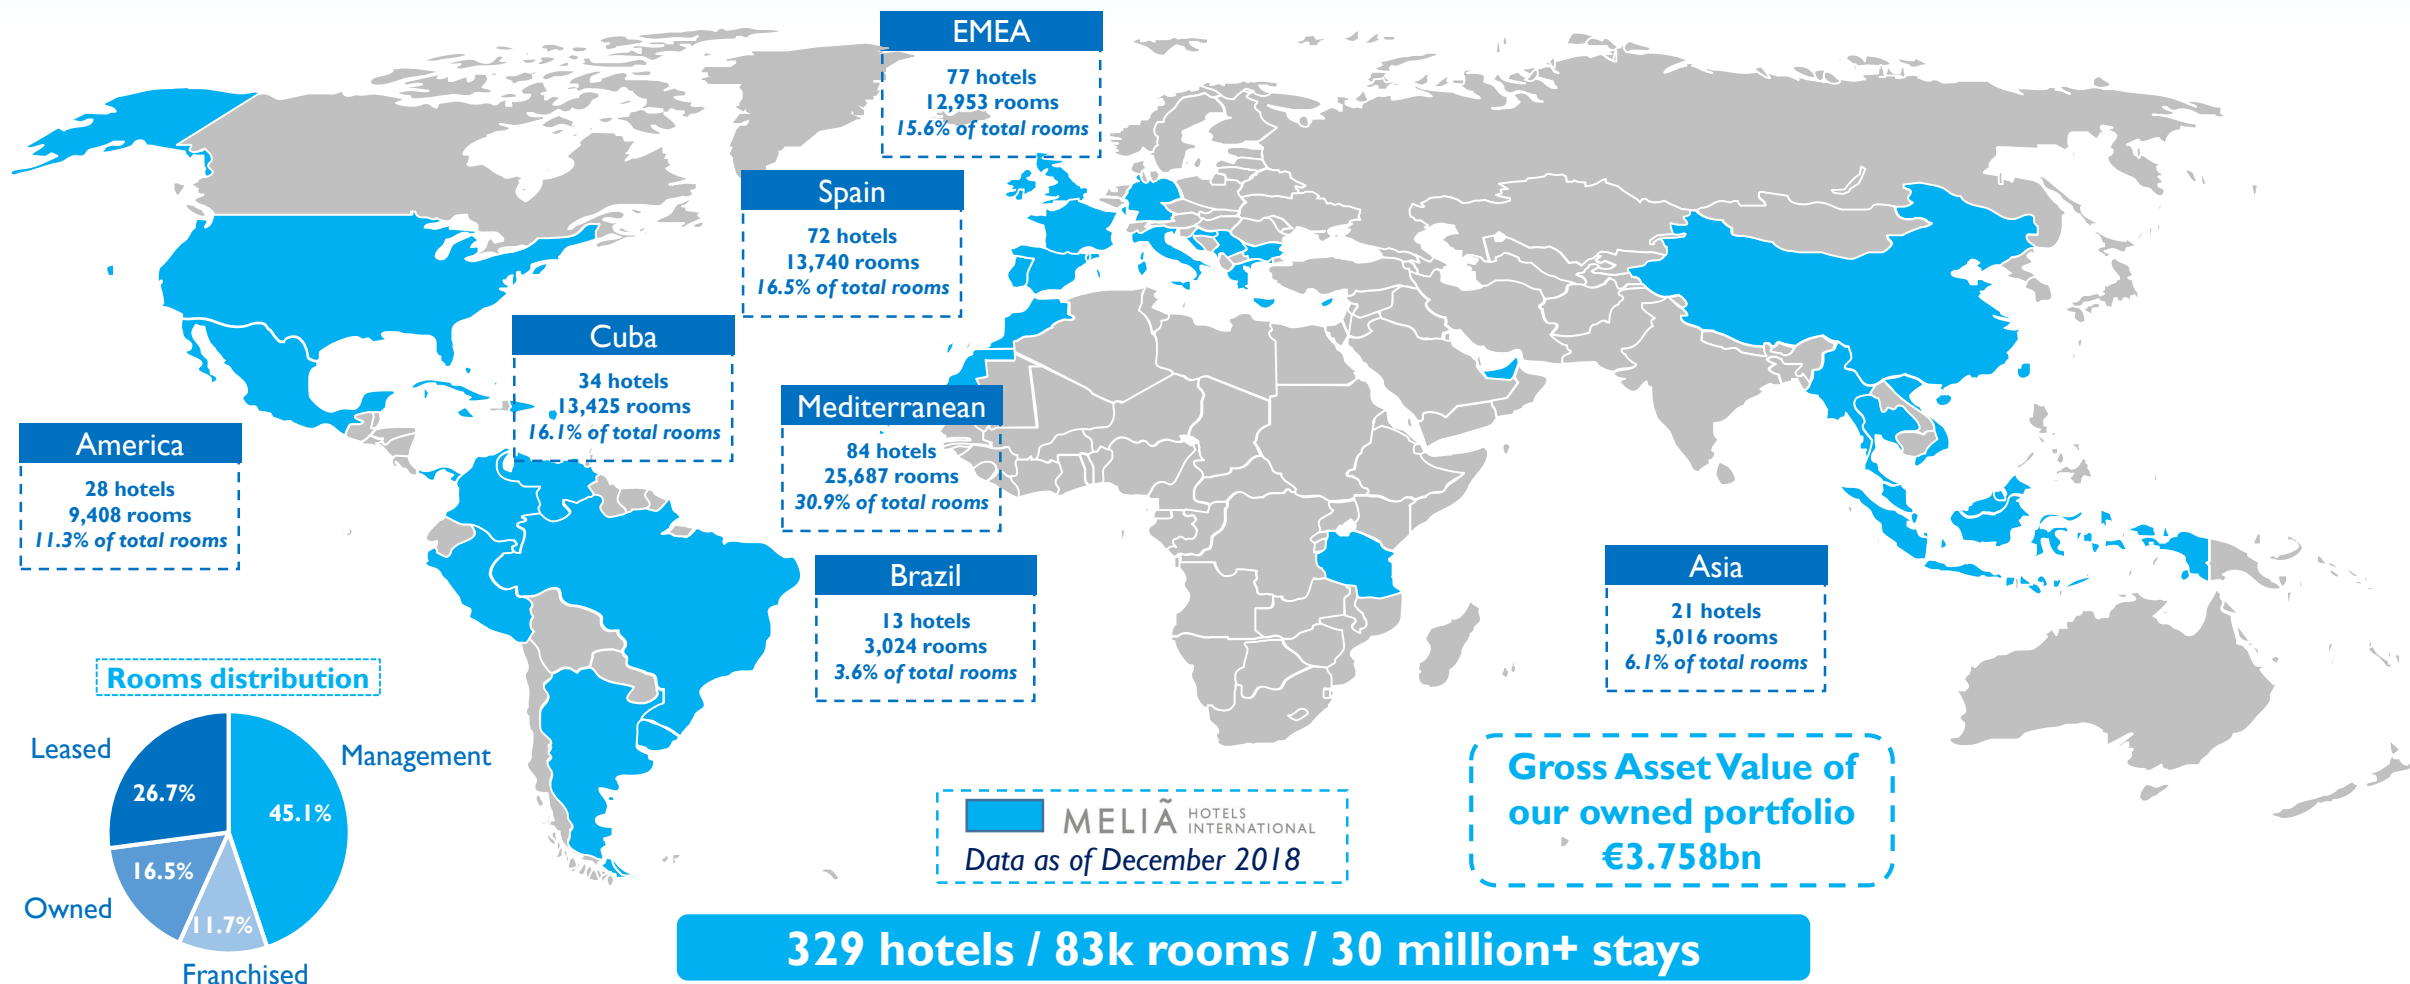 EMEA
77 hotels
12,953 rooms
15.6% of total rooms
Spain
72 hotels
13,740 rooms
16.5% of total rooms
Cuba
34 hotels
13,425 rooms
16.1% of total rooms
Mediterranean
84 hotels
25,687 rooms
30.9% of total rooms
America
28 hotels
9,408 rooms
11.3% of total rooms
Brazil
13 hotels
3,024 rooms
3.6% of total rooms
Asia
21 hotels
5,016 rooms
6.1% of total rooms
Rooms distribution
Leased
26.7%
Management
45.1%
Owned
16.5%
11.7%
Franchised
MELIÃ HOTELS
INTERNATIONAL
Data as of December 2018
Gross Asset Value of
our owned portfolio
€3.758bn
329 hotels / 83k rooms / 30 million+ stays